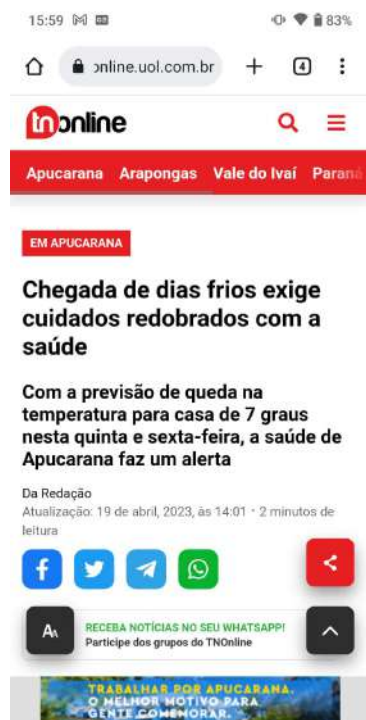 15:59
83%
online.uol.com.br
4
tnonline
Apucarana Arapongas Vale do Ivaí Paraná
EM APUCARANA
Chegada de dias frios exige
cuidados redobrados com a
saúde
Com a previsão de queda na
temperatura para casa de 7 graus
nesta quinta e sexta-feira, a saúde de
Apucarana faz um alerta
Da Redação
Atualização: 19 de abril, 2023, às 14:01 · 2 minutos de
leitura
RECEBA NOTÍCIAS NO SEU WHATSAPP!
Participe dos grupos do TNOnline
TRABALHAR POR APUCARANA.
O MELHOR MOTIVO PARA
GENTE COMEMORAR.